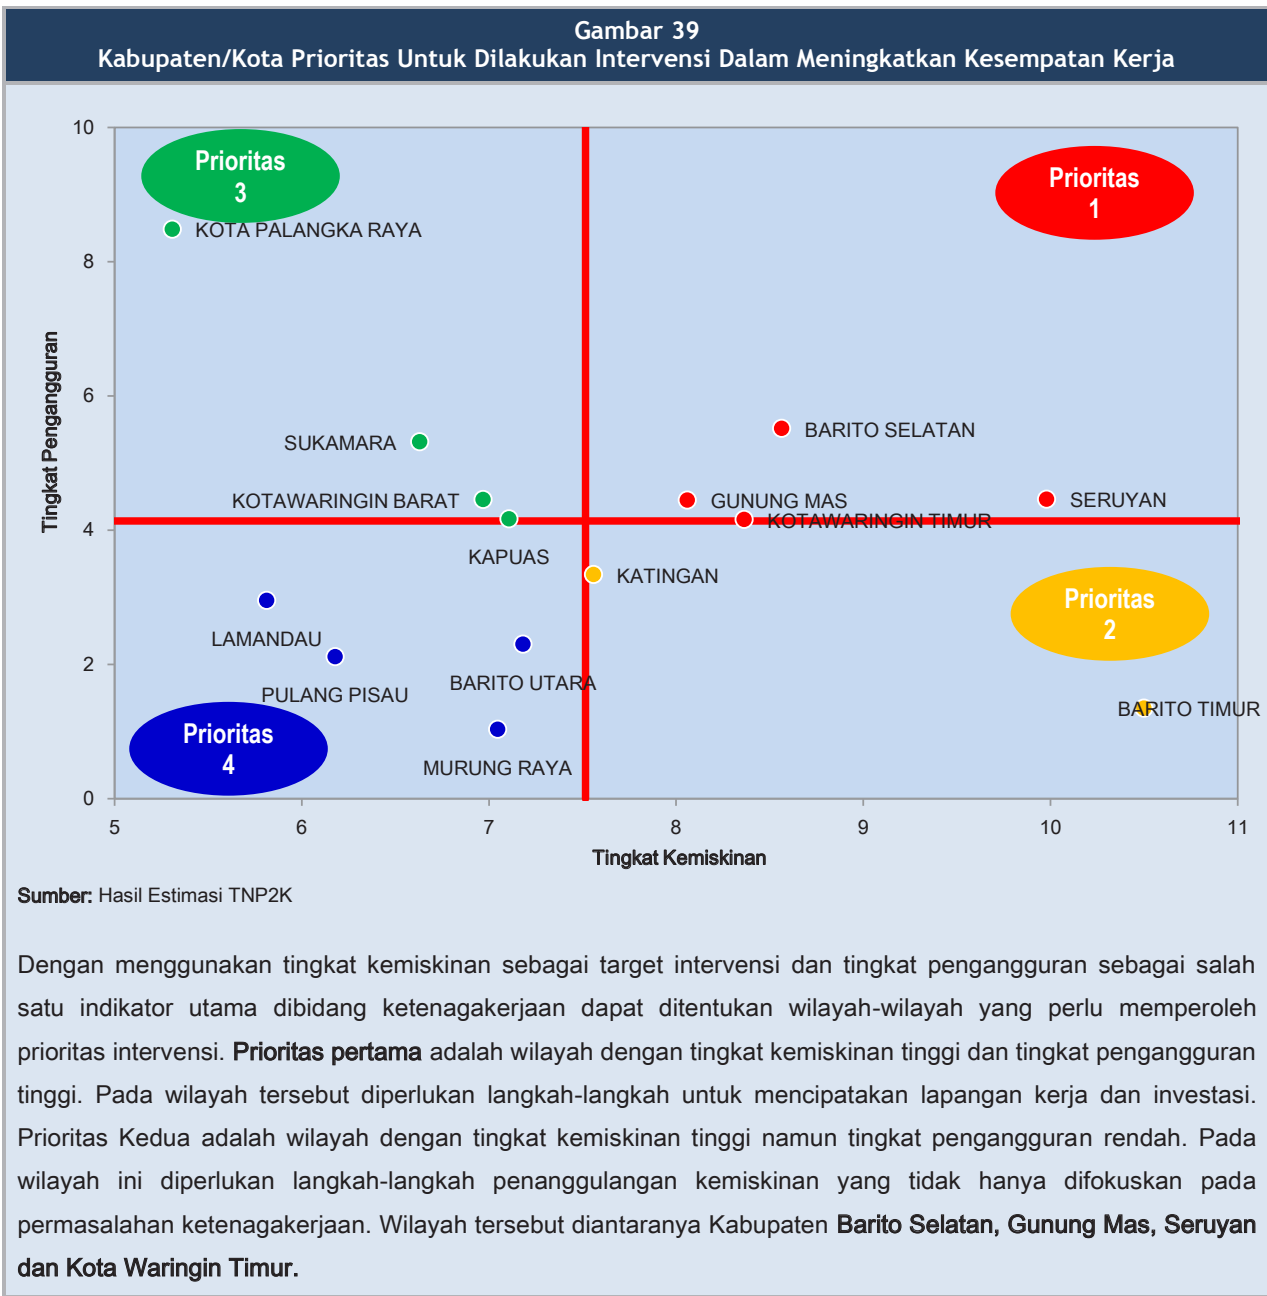 Gambar 39
Kabupaten/Kota Prioritas Untuk Dilakukan Intervensi Dalam Meningkatkan Kesempatan Kerja
10
Prioritas
3
Prioritas
1
KOTA PALANGKA RAYA
8
6
Tingkat Pengangguran
BARITO SELATAN
SUKAMARA
KOTAWARINGIN BARAT
GUNUNG MAS
SERUYAN
KOTAWARINGIN TIMUR
4
KAPUAS
KATINGAN
Prioritas
2
LAMANDAU
2
BARITO UTARA
PULANG PISAU
BARITO TIMUR
Prioritas
4
MURUNG RAYA
0
5 6 7 8 9 10 11
Tingkat Kemiskinan
Sumber: Hasil Estimasi TNP2K
Dengan menggunakan tingkat kemiskinan sebagai target intervensi dan tingkat pengangguran sebagai salah
satu indikator utama dibidang ketenagakerjaan dapat ditentukan wilayah-wilayah yang perlu memperoleh
prioritas intervensi. Prioritas pertama adalah wilayah dengan tingkat kemiskinan tinggi dan tingkat pengangguran
tinggi. Pada wilayah tersebut diperlukan langkah-langkah untuk mencipatakan lapangan kerja dan investasi.
Prioritas Kedua adalah wilayah dengan tingkat kemiskinan tinggi namun tingkat pengangguran rendah. Pada
wilayah ini diperlukan langkah-langkah penanggulangan kemiskinan yang tidak hanya difokuskan pada
permasalahan ketenagakerjaan. Wilayah tersebut diantaranya Kabupaten Barito Selatan, Gunung Mas, Seruyan
dan Kota Waringin Timur.